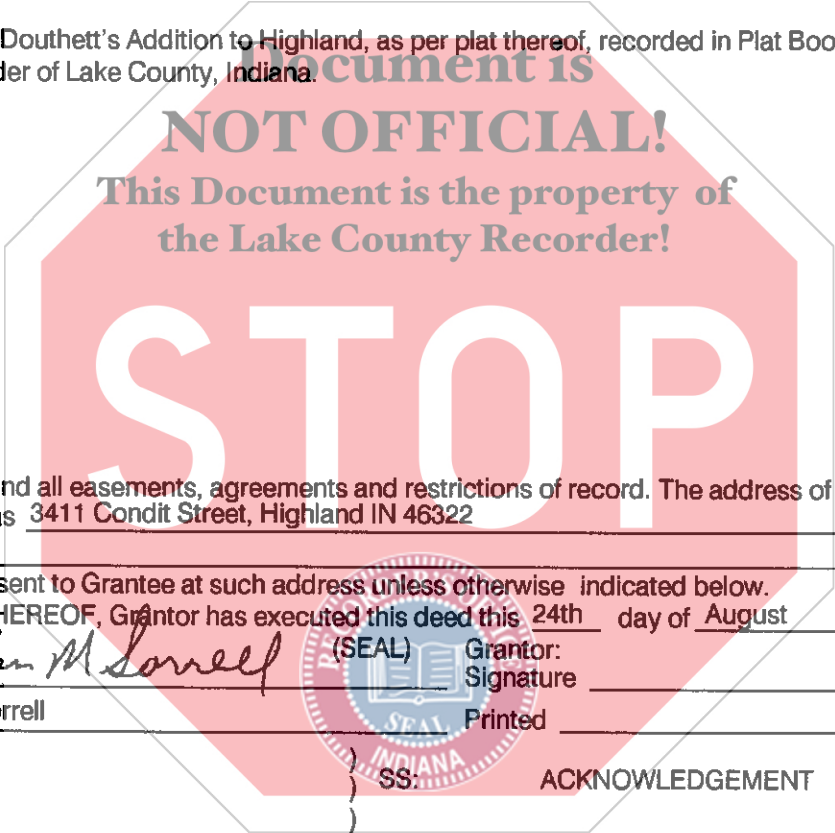 Douthett's Addition to Highland, as per plat thereof, recorded in Plat Boo
der of Lake County, Indiana.
Document is
NOT OFFICIAL!
This Document is the property of
the Lake County Recorder!
STOP
nd all easements, agreements and restrictions of record. The address of
s 3411 Condit Street, Highland IN 46322
sent to Grantee at such address unless otherwise indicated below.
HEREOF, Grantor has executed this deed this 24th day of August
M Sorrell (SEAL) Grantor:
Signature
rrell Printed
RECORDER'S OFFICE
SEAL
INDIANA
) SS: ACKNOWLEDGEMENT
)
)